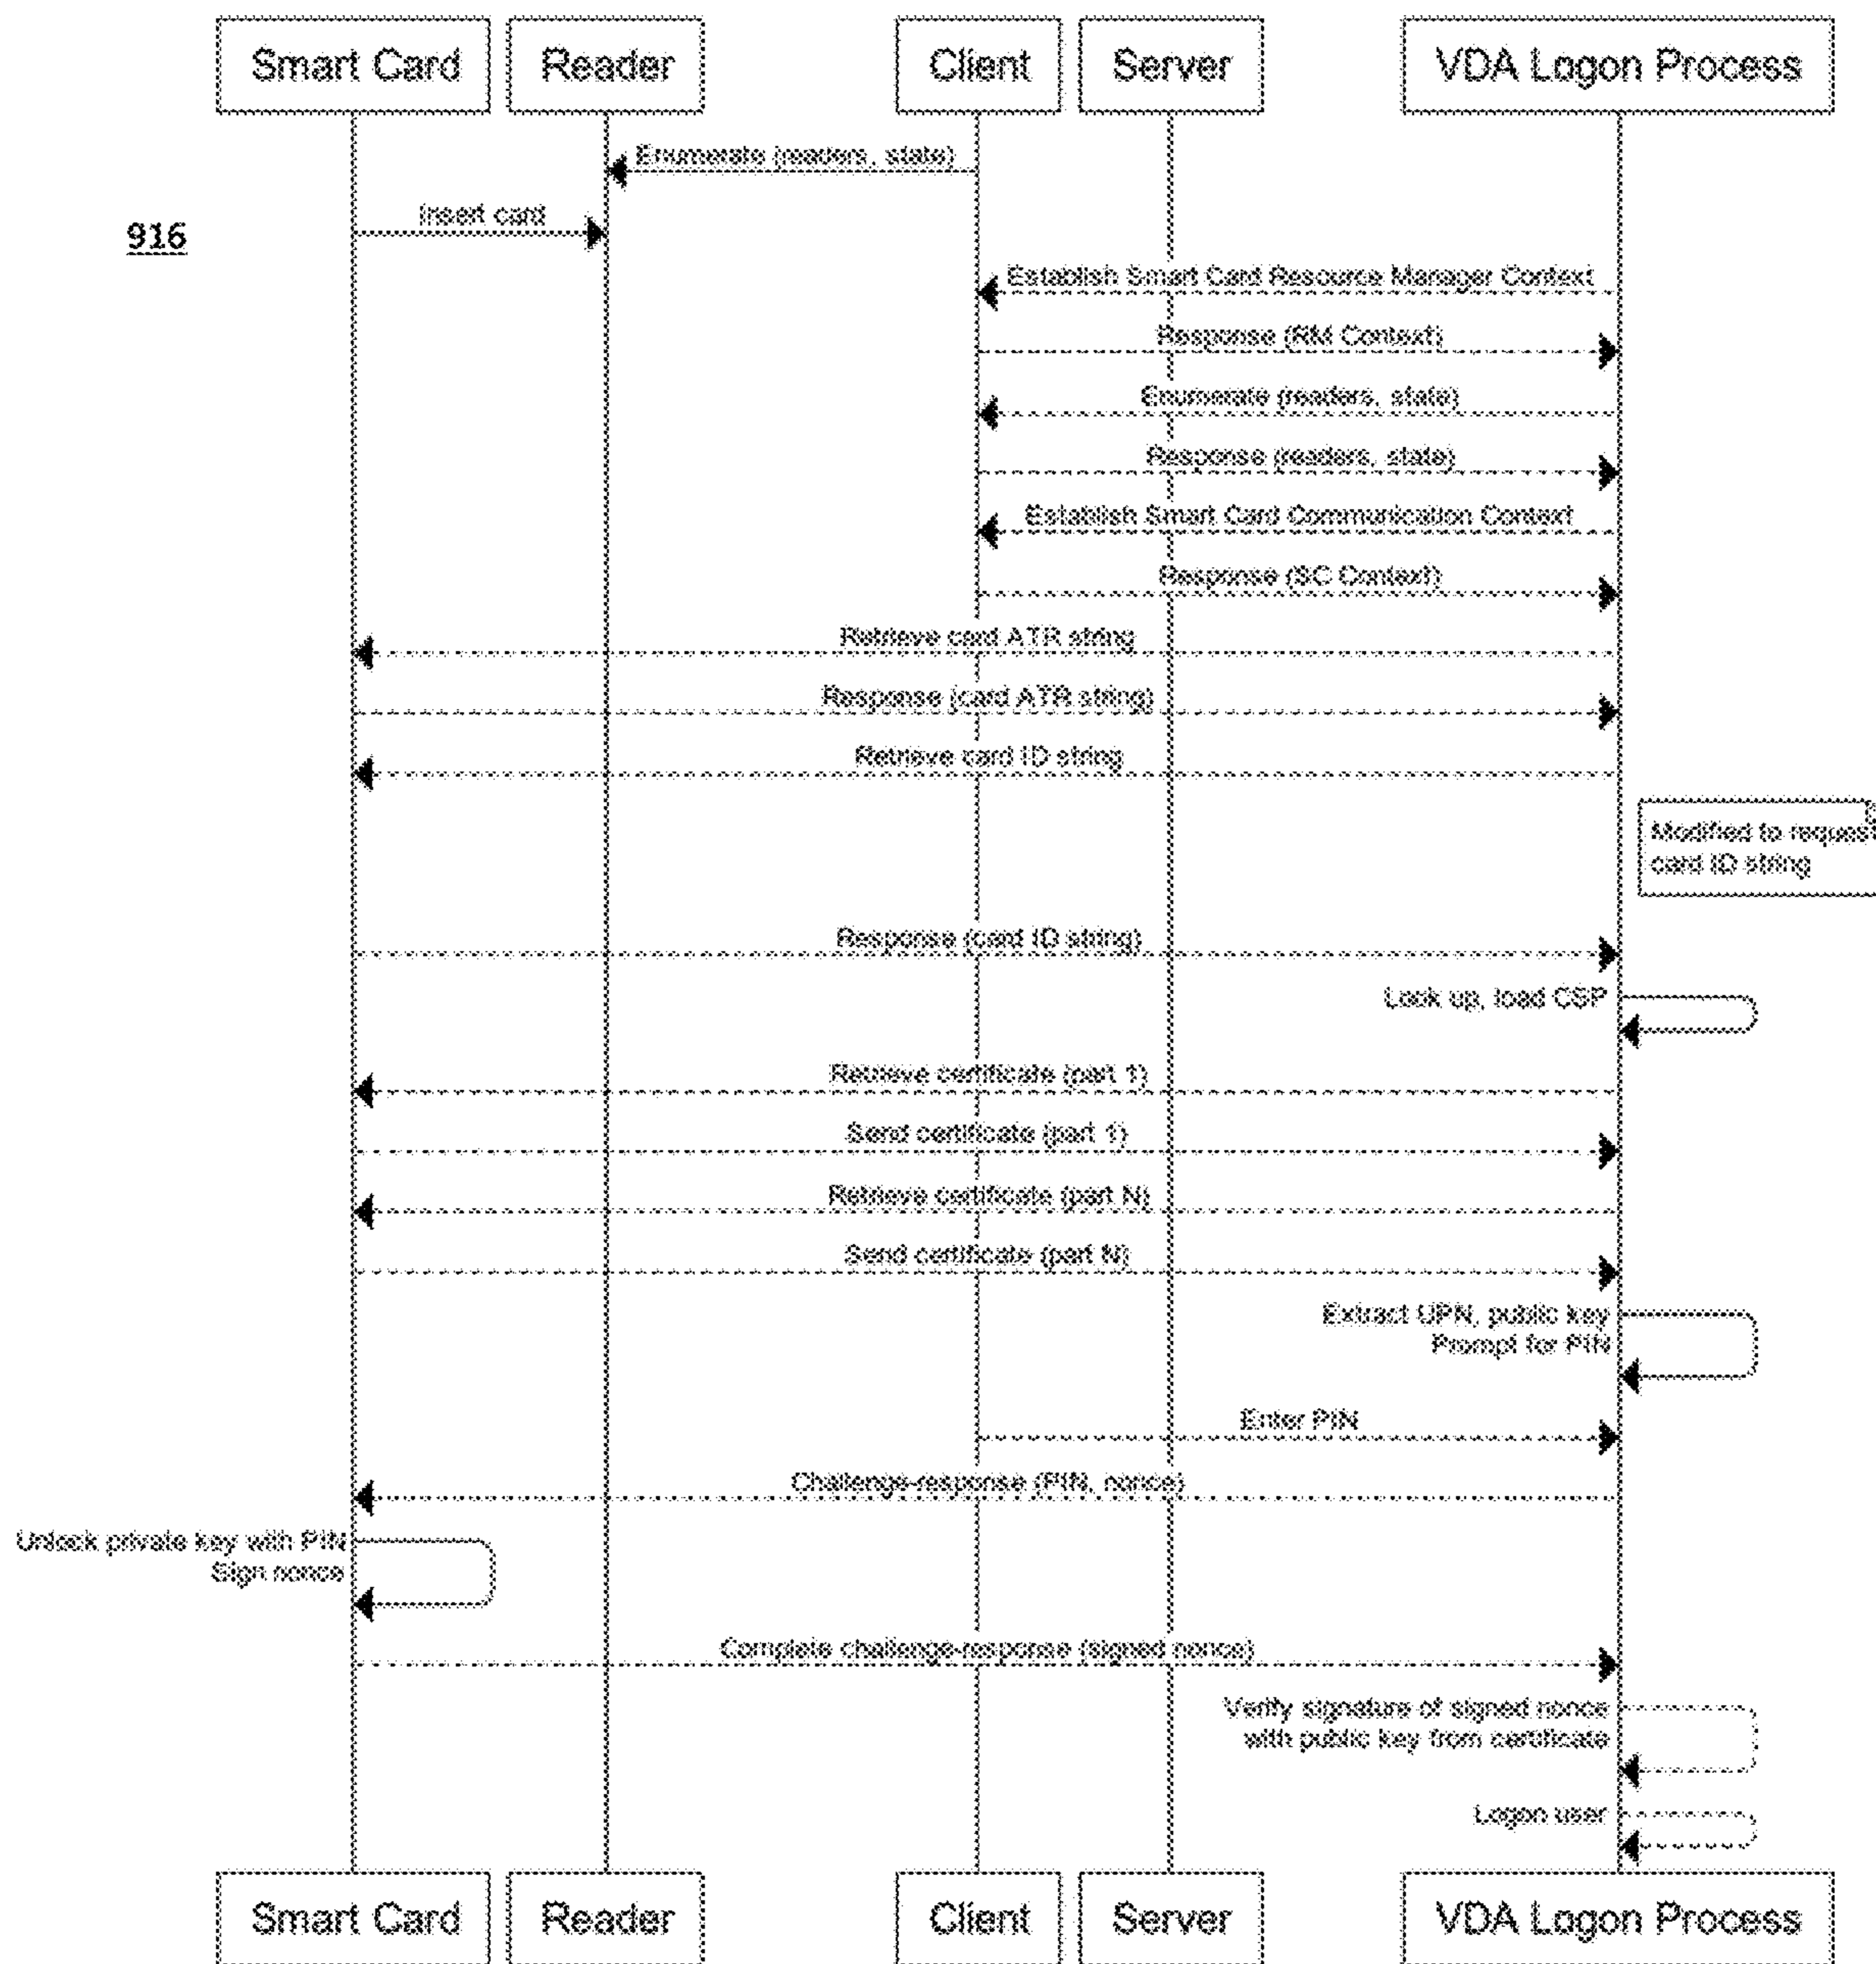 Smart Card Reader Client Server VDA Logon Process
Enumerate (readers, state)
Insert card
916
Establish Smart Card Resource Manager Context
Response (RM Context)
Enumerate (readers, state)
Response (readers, state)
Establish Smart Card Communication Context
Response (SC Context)
Retrieve card ATR string
Response (card ATR string)
Retrieve card ID string
Modified to request
card ID string
Response (card ID string)
Look up, load CSP
Retrieve certificate (part 1)
Send certificate (part 1)
Retrieve certificate (part N)
Send certificate (part N)
Extract UPN, public key
Prompt for PIN
Enter PIN
Challenge-response (PIN, nonce)
Unlock private key with PIN
Sign nonce
Complete challenge-response (signed nonce)
Verify signature of signed nonce
with public key from certificate
Logon user
Smart Card Reader Client Server VDA Logon Process